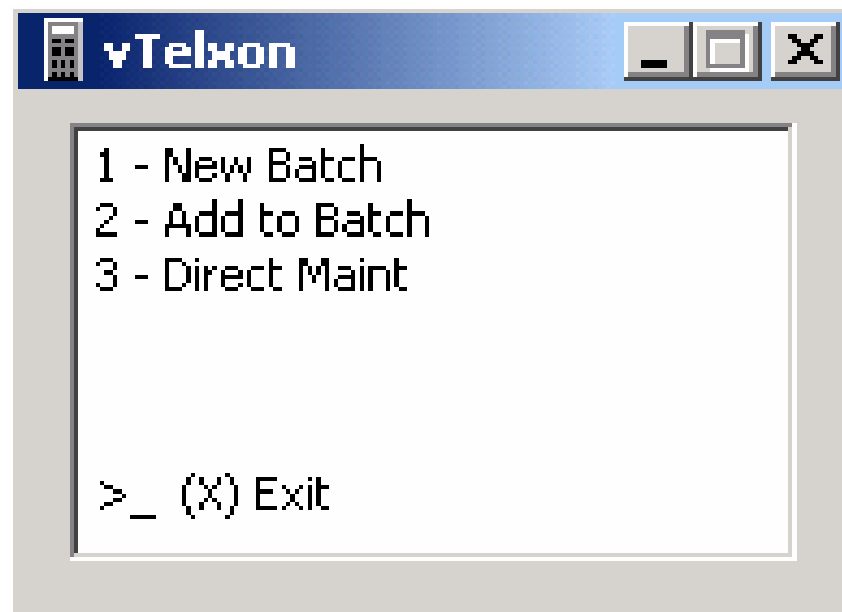 vTelxon
1 - New Batch
2 - Add to Batch
3 - Direct Maint
>_ (X) Exit